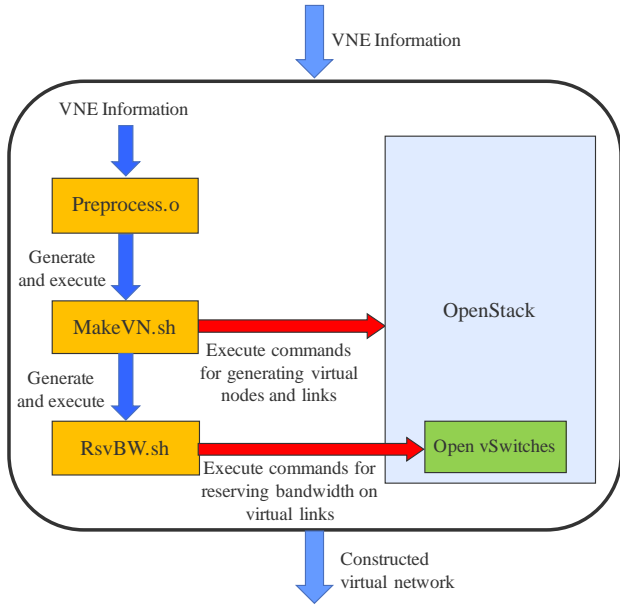 VNE Information
VNE Information
Preprocess.o
Generate
and execute
OpenStack
MakeVN.sh
Execute commands
for generating virtual
nodes and links
Generate
and execute
RsvBW.sh
Open vSwitches
Execute commands for
reserving bandwidth on
virtual links
Constructed
virtual network